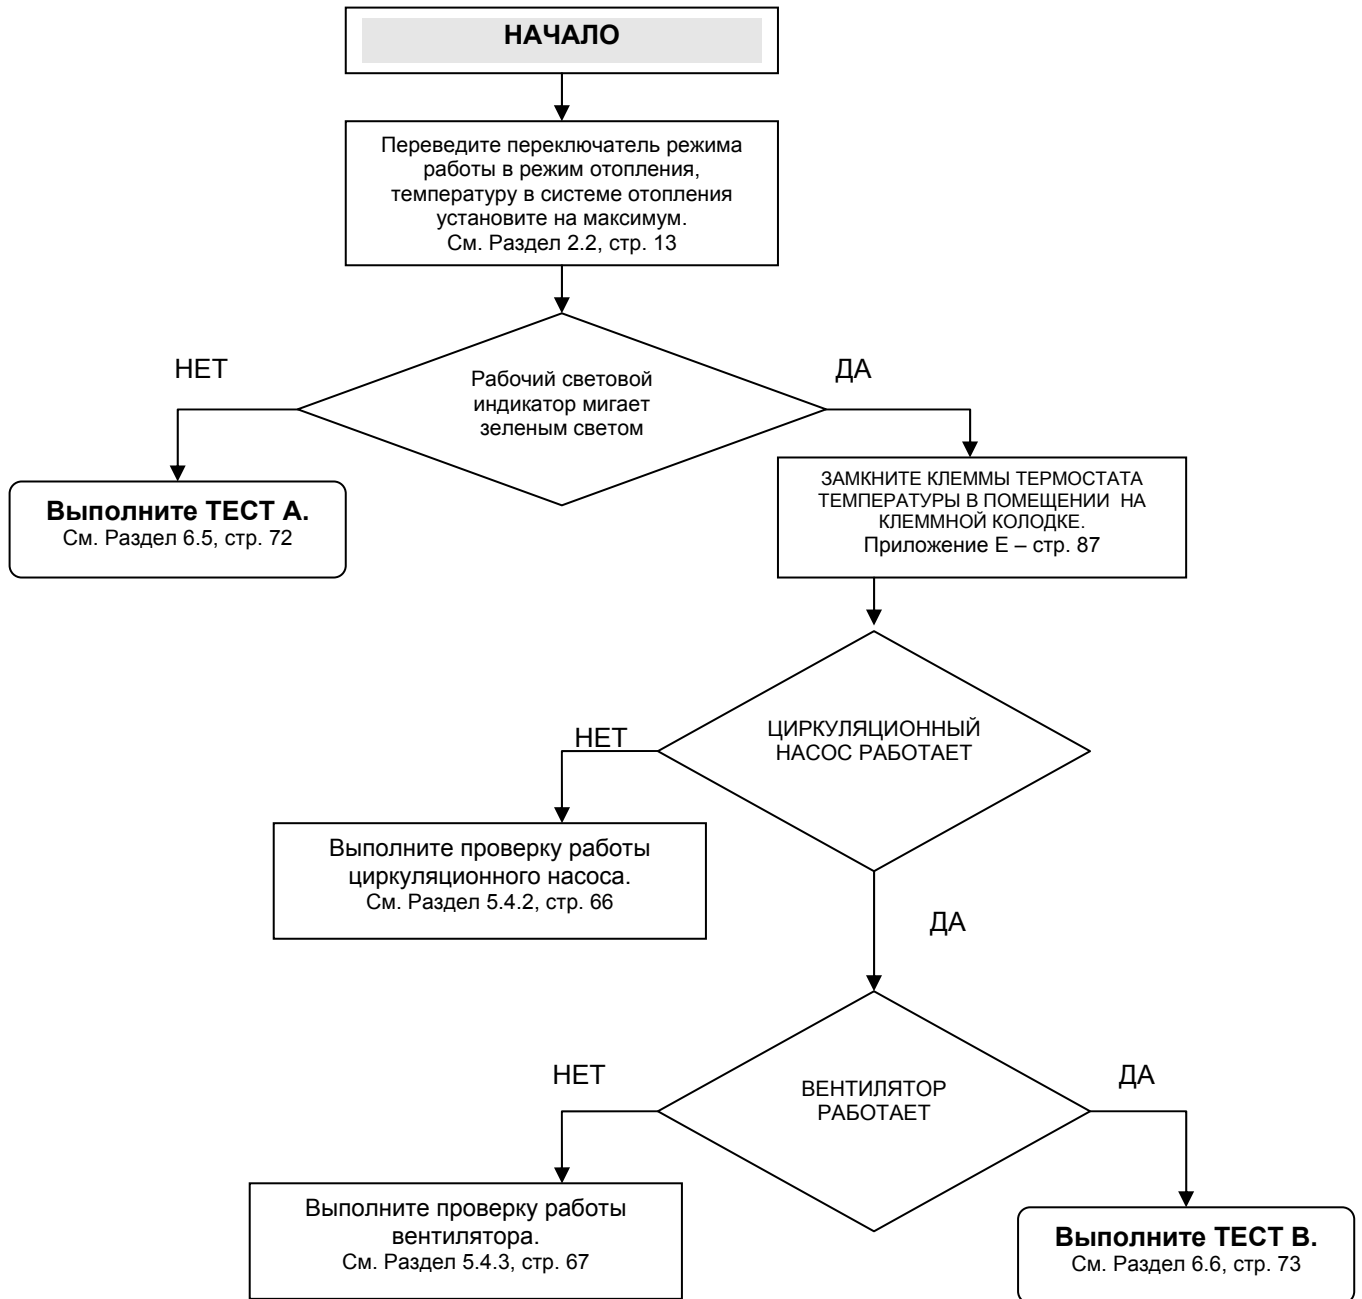 НАЧАЛО
Переведите переключатель режима
работы в режим отопления,
температуру в системе отопления
установите на максимум.
См. Раздел 2.2, стр. 13
НЕТ
ДА
Рабочий световой
индикатор мигает
зеленым светом
Выполните ТЕСТ А.
См. Раздел 6.5, стр. 72
ЗАМКНИТЕ КЛЕММЫ ТЕРМОСТАТА
ТЕМПЕРАТУРЫ В ПОМЕЩЕНИИ НА
КЛЕММНОЙ КОЛОДКЕ.
Приложение Е – стр. 87
НЕТ
ЦИРКУЛЯЦИОННЫЙ
НАСОС РАБОТАЕТ
Выполните проверку работы
циркуляционного насоса.
См. Раздел 5.4.2, стр. 66
ДА
НЕТ
ДА
ВЕНТИЛЯТОР
РАБОТАЕТ
Выполните проверку работы
вентилятора.
См. Раздел 5.4.3, стр. 67
Выполните ТЕСТ В.
См. Раздел 6.6, стр. 73